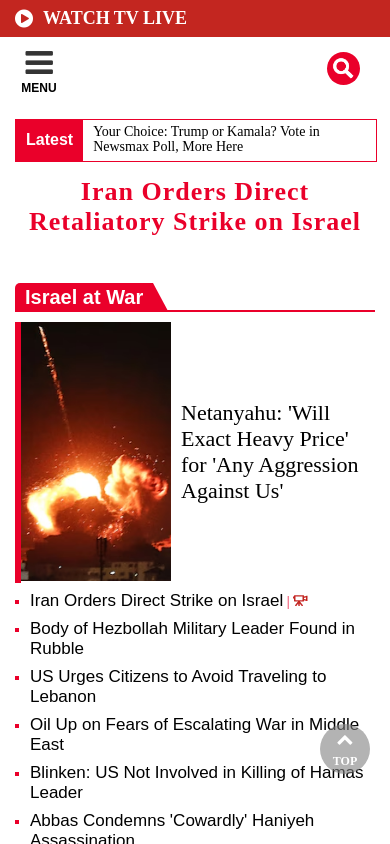 WATCH TV LIVE
MENU
Latest
Your Choice: Trump or Kamala? Vote in
Newsmax Poll, More Here
Iran Orders Direct
Retaliatory Strike on Israel
Israel at War
Netanyahu: 'Will
Exact Heavy Price'
for 'Any Aggression
Against Us'
Iran Orders Direct Strike on Israel |
Body of Hezbollah Military Leader Found in
Rubble
US Urges Citizens to Avoid Traveling to
Lebanon
Oil Up on Fears of Escalating War in Middle
East
Blinken: US Not Involved in Killing of Hamas
Leader
TOP
Abbas Condemns 'Cowardly' Haniyeh
Assassination